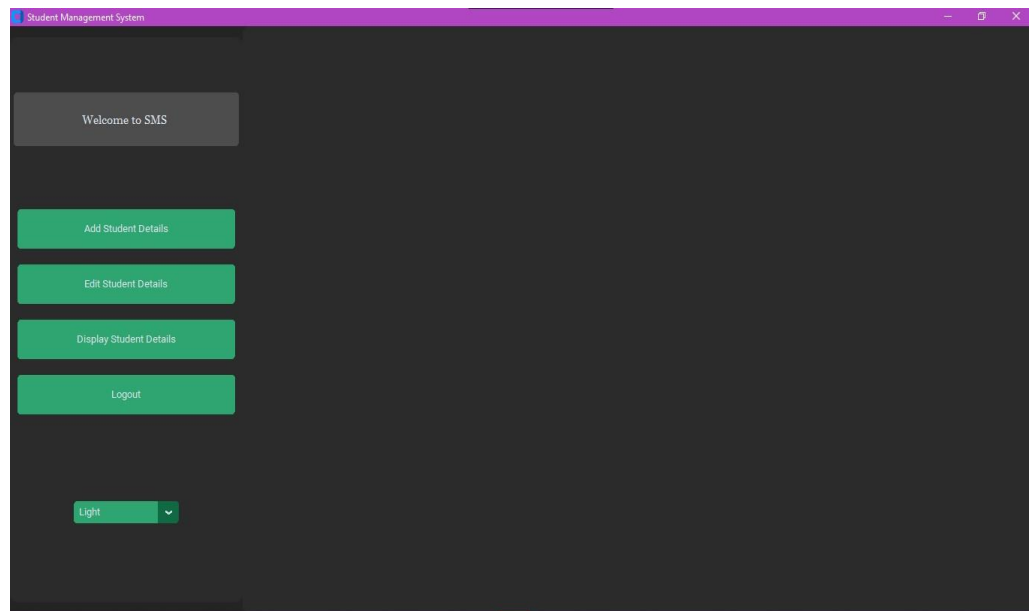 Student Management System
Welcome to SMS
Add Student Details
Edit Student Details
Display Student Details
Logout
Light